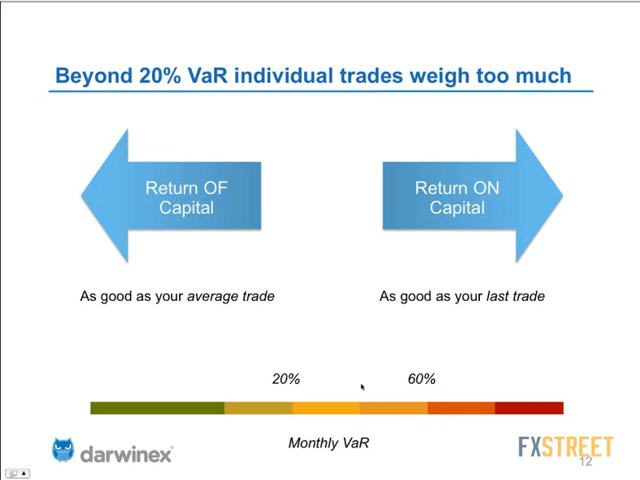 Beyond 20% VaR individual trades weigh too much
Return OF
Capital
Return ON
Capital
As good as your average trade
As good as your last trade
20%
60%
Monthly VaR
darwinex®
FXSTREET
12